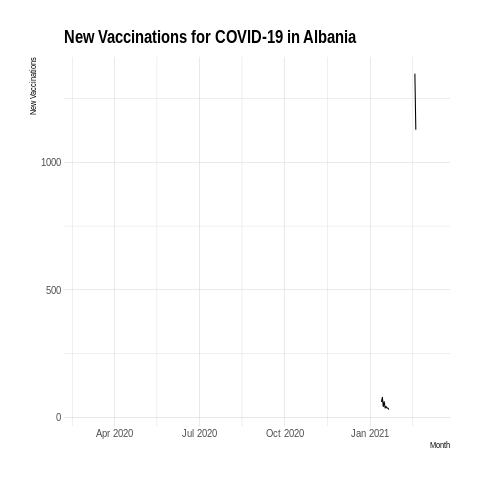 New Vaccinations for COVID-19 in Albania
New Vaccinations
1000
500
0
Apr 2020
Jul 2020
Oct 2020
Jan 2021
Month